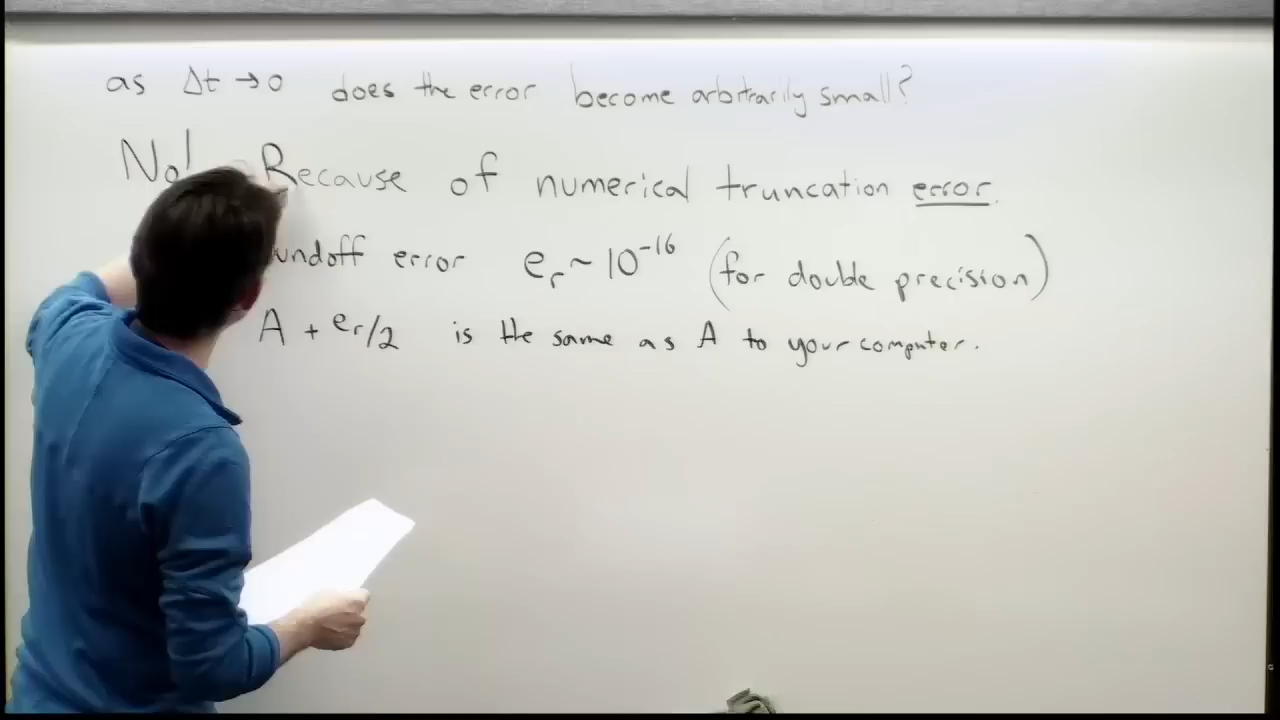 as Δt → 0 does the error become arbitrarily small?
No! Because of numerical truncation error.
error e_r ~ 10^-16 (for double precision)
A + e_r/2 is the same as A to your computer.